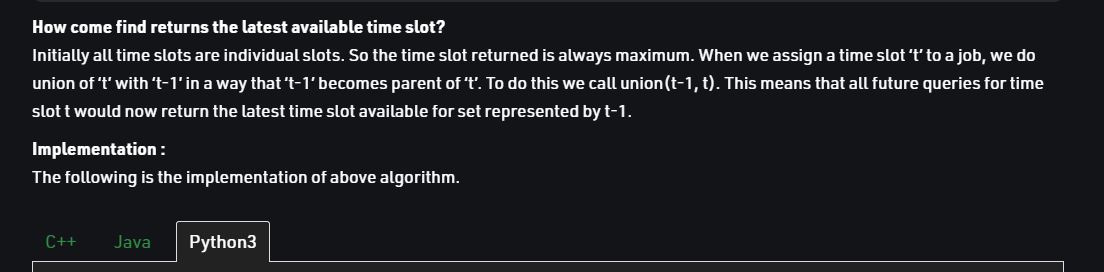 How come find returns the latest available time slot?
Initially all time slots are individual slots. So the time slot returned is always maximum. When we assign a time slot ‘t’ to a job, we do
union of ‘t’ with ‘t-1’ in a way that ‘t-1’ becomes parent of ‘t’. To do this we call union(t-1, t). This means that all future queries for time
slot t would now return the latest time slot available for set represented by t-1.
Implementation :
The following is the implementation of above algorithm.
C++ Java Python3